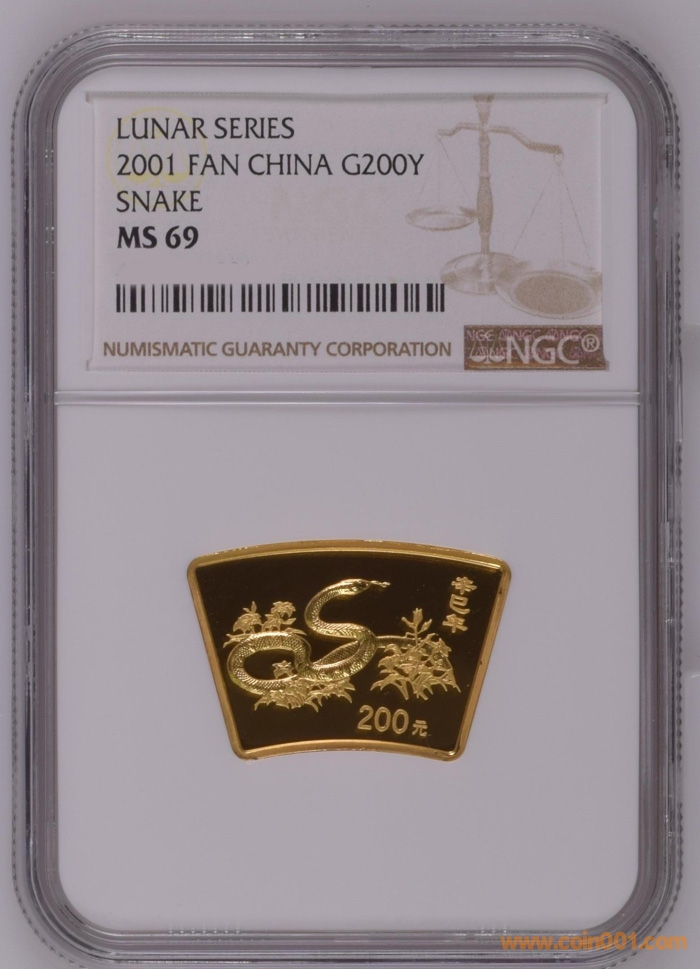 LUNAR SERIES
2001 FAN CHINA G200Y
SNAKE
MS 69
NUMISMATIC GUARANTY CORPORATION
NGC®
辛巳年
200元
www.coin001.com